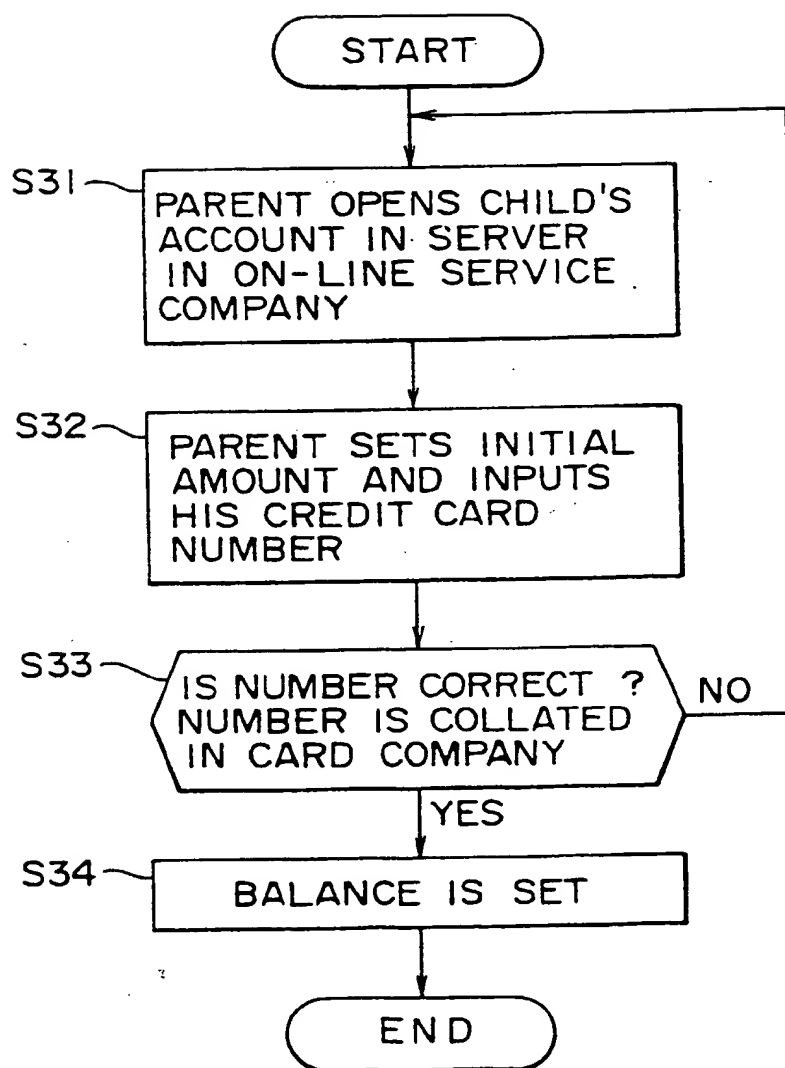 START
S31
PARENT OPENS CHILD'S
ACCOUNT IN SERVER
IN ON-LINE SERVICE
COMPANY
S32
PARENT SETS INITIAL
AMOUNT AND INPUTS
HIS CREDIT CARD
NUMBER
S33
IS NUMBER CORRECT ?
NUMBER IS COLLATED
IN CARD COMPANY
NO
YES
S34
BALANCE IS SET
END